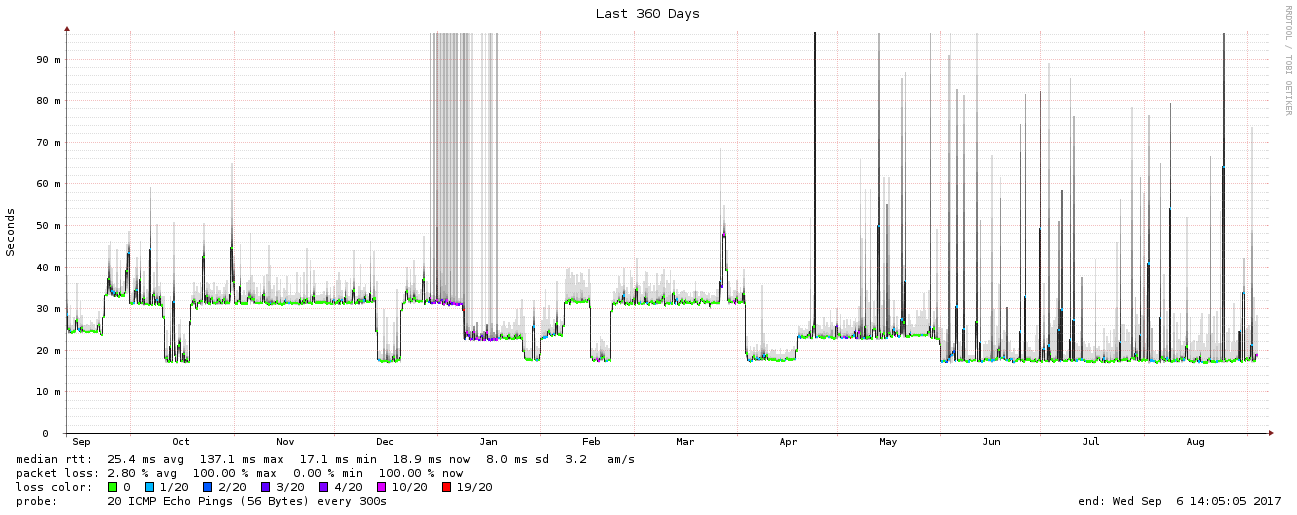 Last 360 Days
RRDTOOL / TOBI OETIKER
Seconds
90 m
80 m
70 m
60 m
50 m
40 m
30 m
20 m
10 m
0
Sep Oct Nov Dec Jan Feb Mar Apr May Jun Jul Aug
median rtt: 25.4 ms avg 137.1 ms max 17.1 ms min 18.9 ms now 8.0 ms sd 3.2 am/s
packet loss: 2.80 % avg 100.00 % max 0.00 % min 100.00 % now
loss color: 0 1/20 2/20 3/20 4/20 10/20 19/20
probe: 20 ICMP Echo Pings (56 Bytes) every 300s end: Wed Sep 6 14:05:05 2017